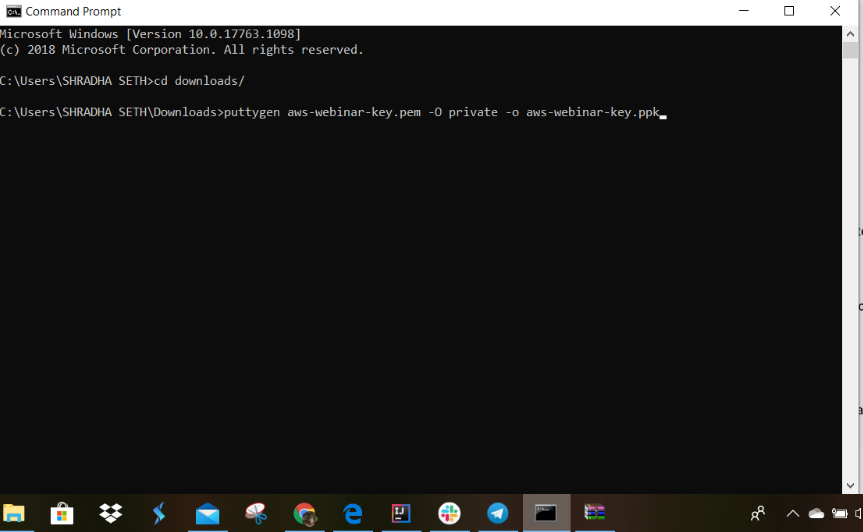 Command Prompt
Microsoft Windows [Version 10.0.17763.1098]
(c) 2018 Microsoft Corporation. All rights reserved.
C:\Users\SHRADHA SETH>cd downloads/
C:\Users\SHRADHA SETH\Downloads>puttygen aws-webinar-key.pem -O private -o aws-webinar-key.ppk